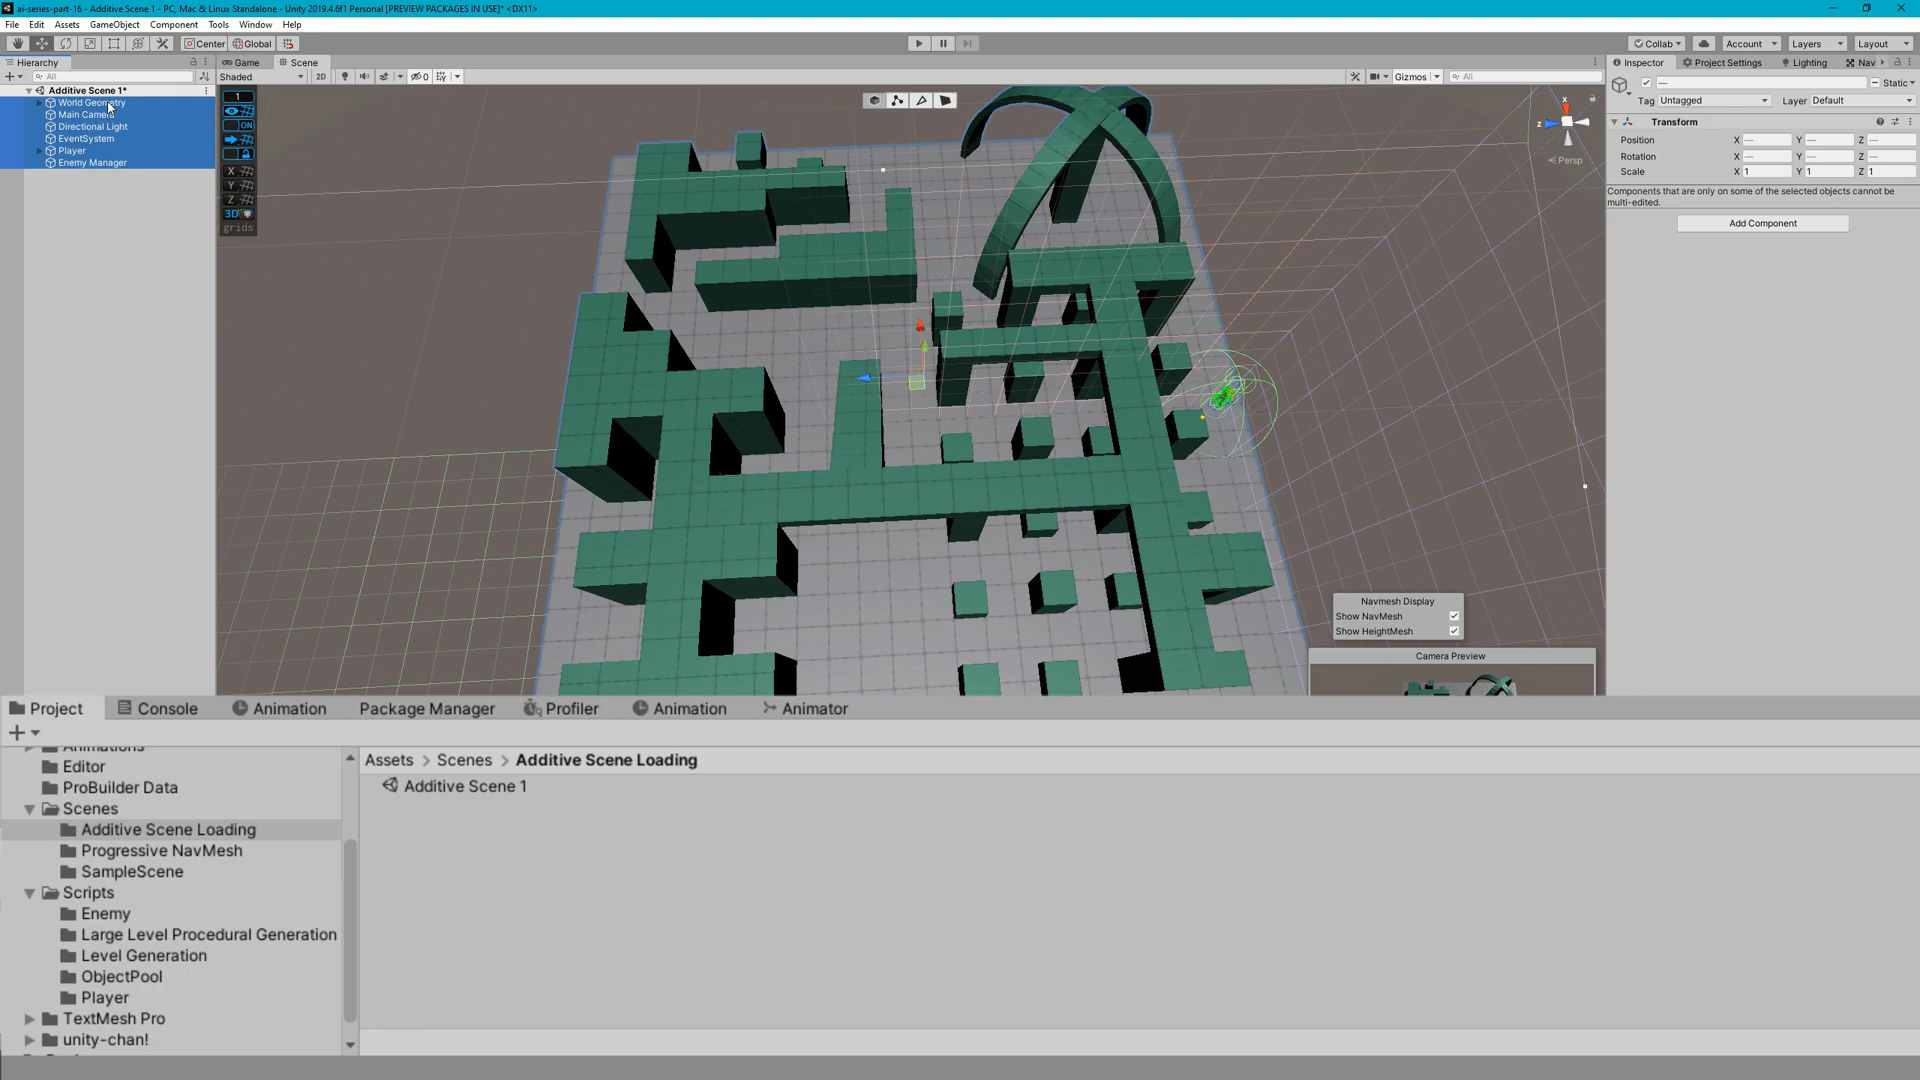 ai-series-part-16 - Additive Scene 1 - PC, Mac & Linux Standalone - Unity 2019.4.6f1 Personal [PREVIEW PACKAGES IN USE]* <DX11>
File Edit Assets GameObject Component Tools Window Help
Center Global Collab Account Layers Layout
Hierarchy Game Scene Inspector Project Settings Lighting Nav
All Shaded 2D 0 Gizmos All
Additive Scene 1*
World Geometry
Main Camera
Directional Light
EventSystem
Player
Enemy Manager
1
ON
X
Y
Z
3D
grids
x
z
Persp
Navmesh Display
Show NavMesh
Show HeightMesh
Camera Preview
— Static
Tag Untagged Layer Default
Transform
Position X — Y — Z —
Rotation X — Y — Z —
Scale X 1 Y 1 Z 1
Components that are only on some of the selected objects cannot be
multi-edited.
Add Component
Project Console Animation Package Manager Profiler Animation Animator
Animations
Editor
ProBuilder Data
Scenes
Additive Scene Loading
Progressive NavMesh
SampleScene
Scripts
Enemy
Large Level Procedural Generation
Level Generation
ObjectPool
Player
TextMesh Pro
unity-chan!
Assets > Scenes > Additive Scene Loading
Additive Scene 1